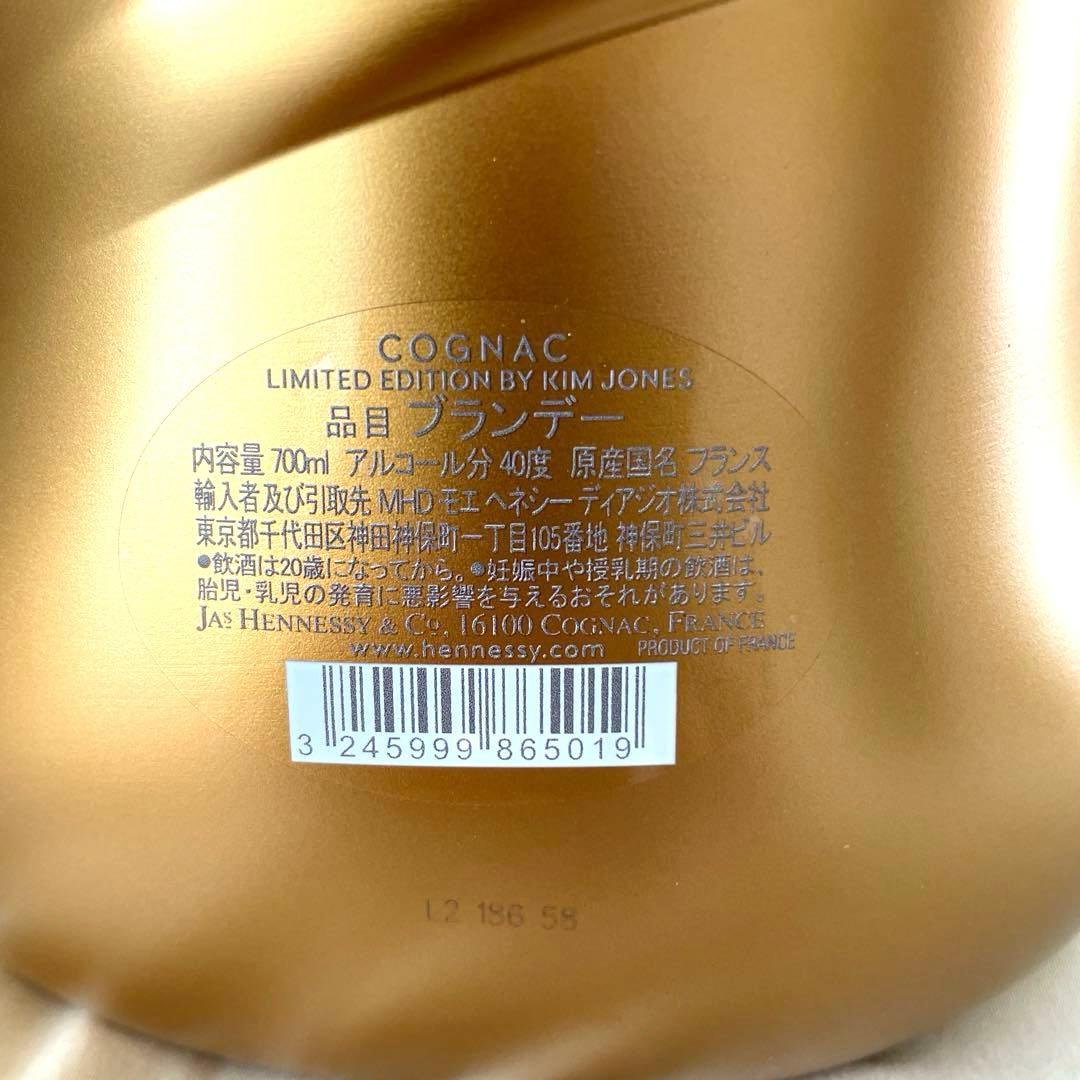 COGNAC
LIMITED EDITION BY KIM JONES
品目 ブランデー
内容量 700ml アルコール分 40度 原産国名 フランス
輸入者及び引取先 MHD モエ ヘネシー ディアジオ株式会社
東京都千代田区神田神保町一丁目105番地 神保町三井ビル
●飲酒は20歳になってから。●妊娠中や授乳期の飲酒は、
胎児・乳児の発育に悪影響を与えるおそれがあります。
JAS HENNESSY & CO, 16100 COGNAC, FRANCE
www.hennessy.com PRODUCT OF FRANCE
3 245999 865019
L2 186 58